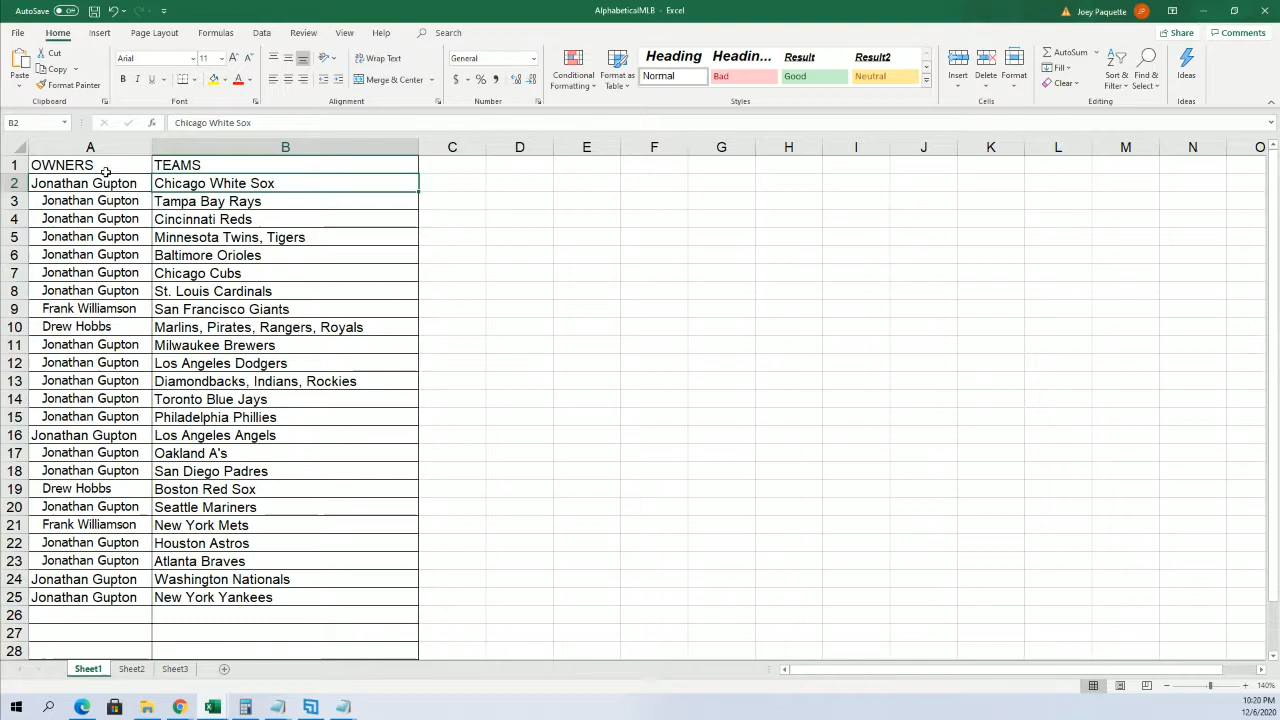 AutoSave Off
AlphabeticalMLB - Excel
Joey Paquette JP
File Home Insert Page Layout Formulas Data Review View Help Search
Share Comments
Paste
Cut
Copy
Format Painter
Clipboard
Arial 11
B I U
Font
Wrap Text
Merge & Center
Alignment
General
$ % ,
Number
Conditional Formatting
Format as Table
Heading Headin... Result Result2
Normal Bad Good Neutral
Styles
Insert Delete Format
Cells
AutoSum
Fill
Clear
Sort & Filter
Find & Select
Editing
Ideas
Ideas
B2 fx Chicago White Sox
A B C D E F G H I J K L M N O
1 OWNERS TEAMS
2 Jonathan Gupton Chicago White Sox
3 Jonathan Gupton Tampa Bay Rays
4 Jonathan Gupton Cincinnati Reds
5 Jonathan Gupton Minnesota Twins, Tigers
6 Jonathan Gupton Baltimore Orioles
7 Jonathan Gupton Chicago Cubs
8 Jonathan Gupton St. Louis Cardinals
9 Frank Williamson San Francisco Giants
10 Drew Hobbs Marlins, Pirates, Rangers, Royals
11 Jonathan Gupton Milwaukee Brewers
12 Jonathan Gupton Los Angeles Dodgers
13 Jonathan Gupton Diamondbacks, Indians, Rockies
14 Jonathan Gupton Toronto Blue Jays
15 Jonathan Gupton Philadelphia Phillies
16 Jonathan Gupton Los Angeles Angels
17 Jonathan Gupton Oakland A's
18 Jonathan Gupton San Diego Padres
19 Drew Hobbs Boston Red Sox
20 Jonathan Gupton Seattle Mariners
21 Frank Williamson New York Mets
22 Jonathan Gupton Houston Astros
23 Jonathan Gupton Atlanta Braves
24 Jonathan Gupton Washington Nationals
25 Jonathan Gupton New York Yankees
26
27
28
Sheet1 Sheet2 Sheet3
140%
10:20 PM
12/6/2020